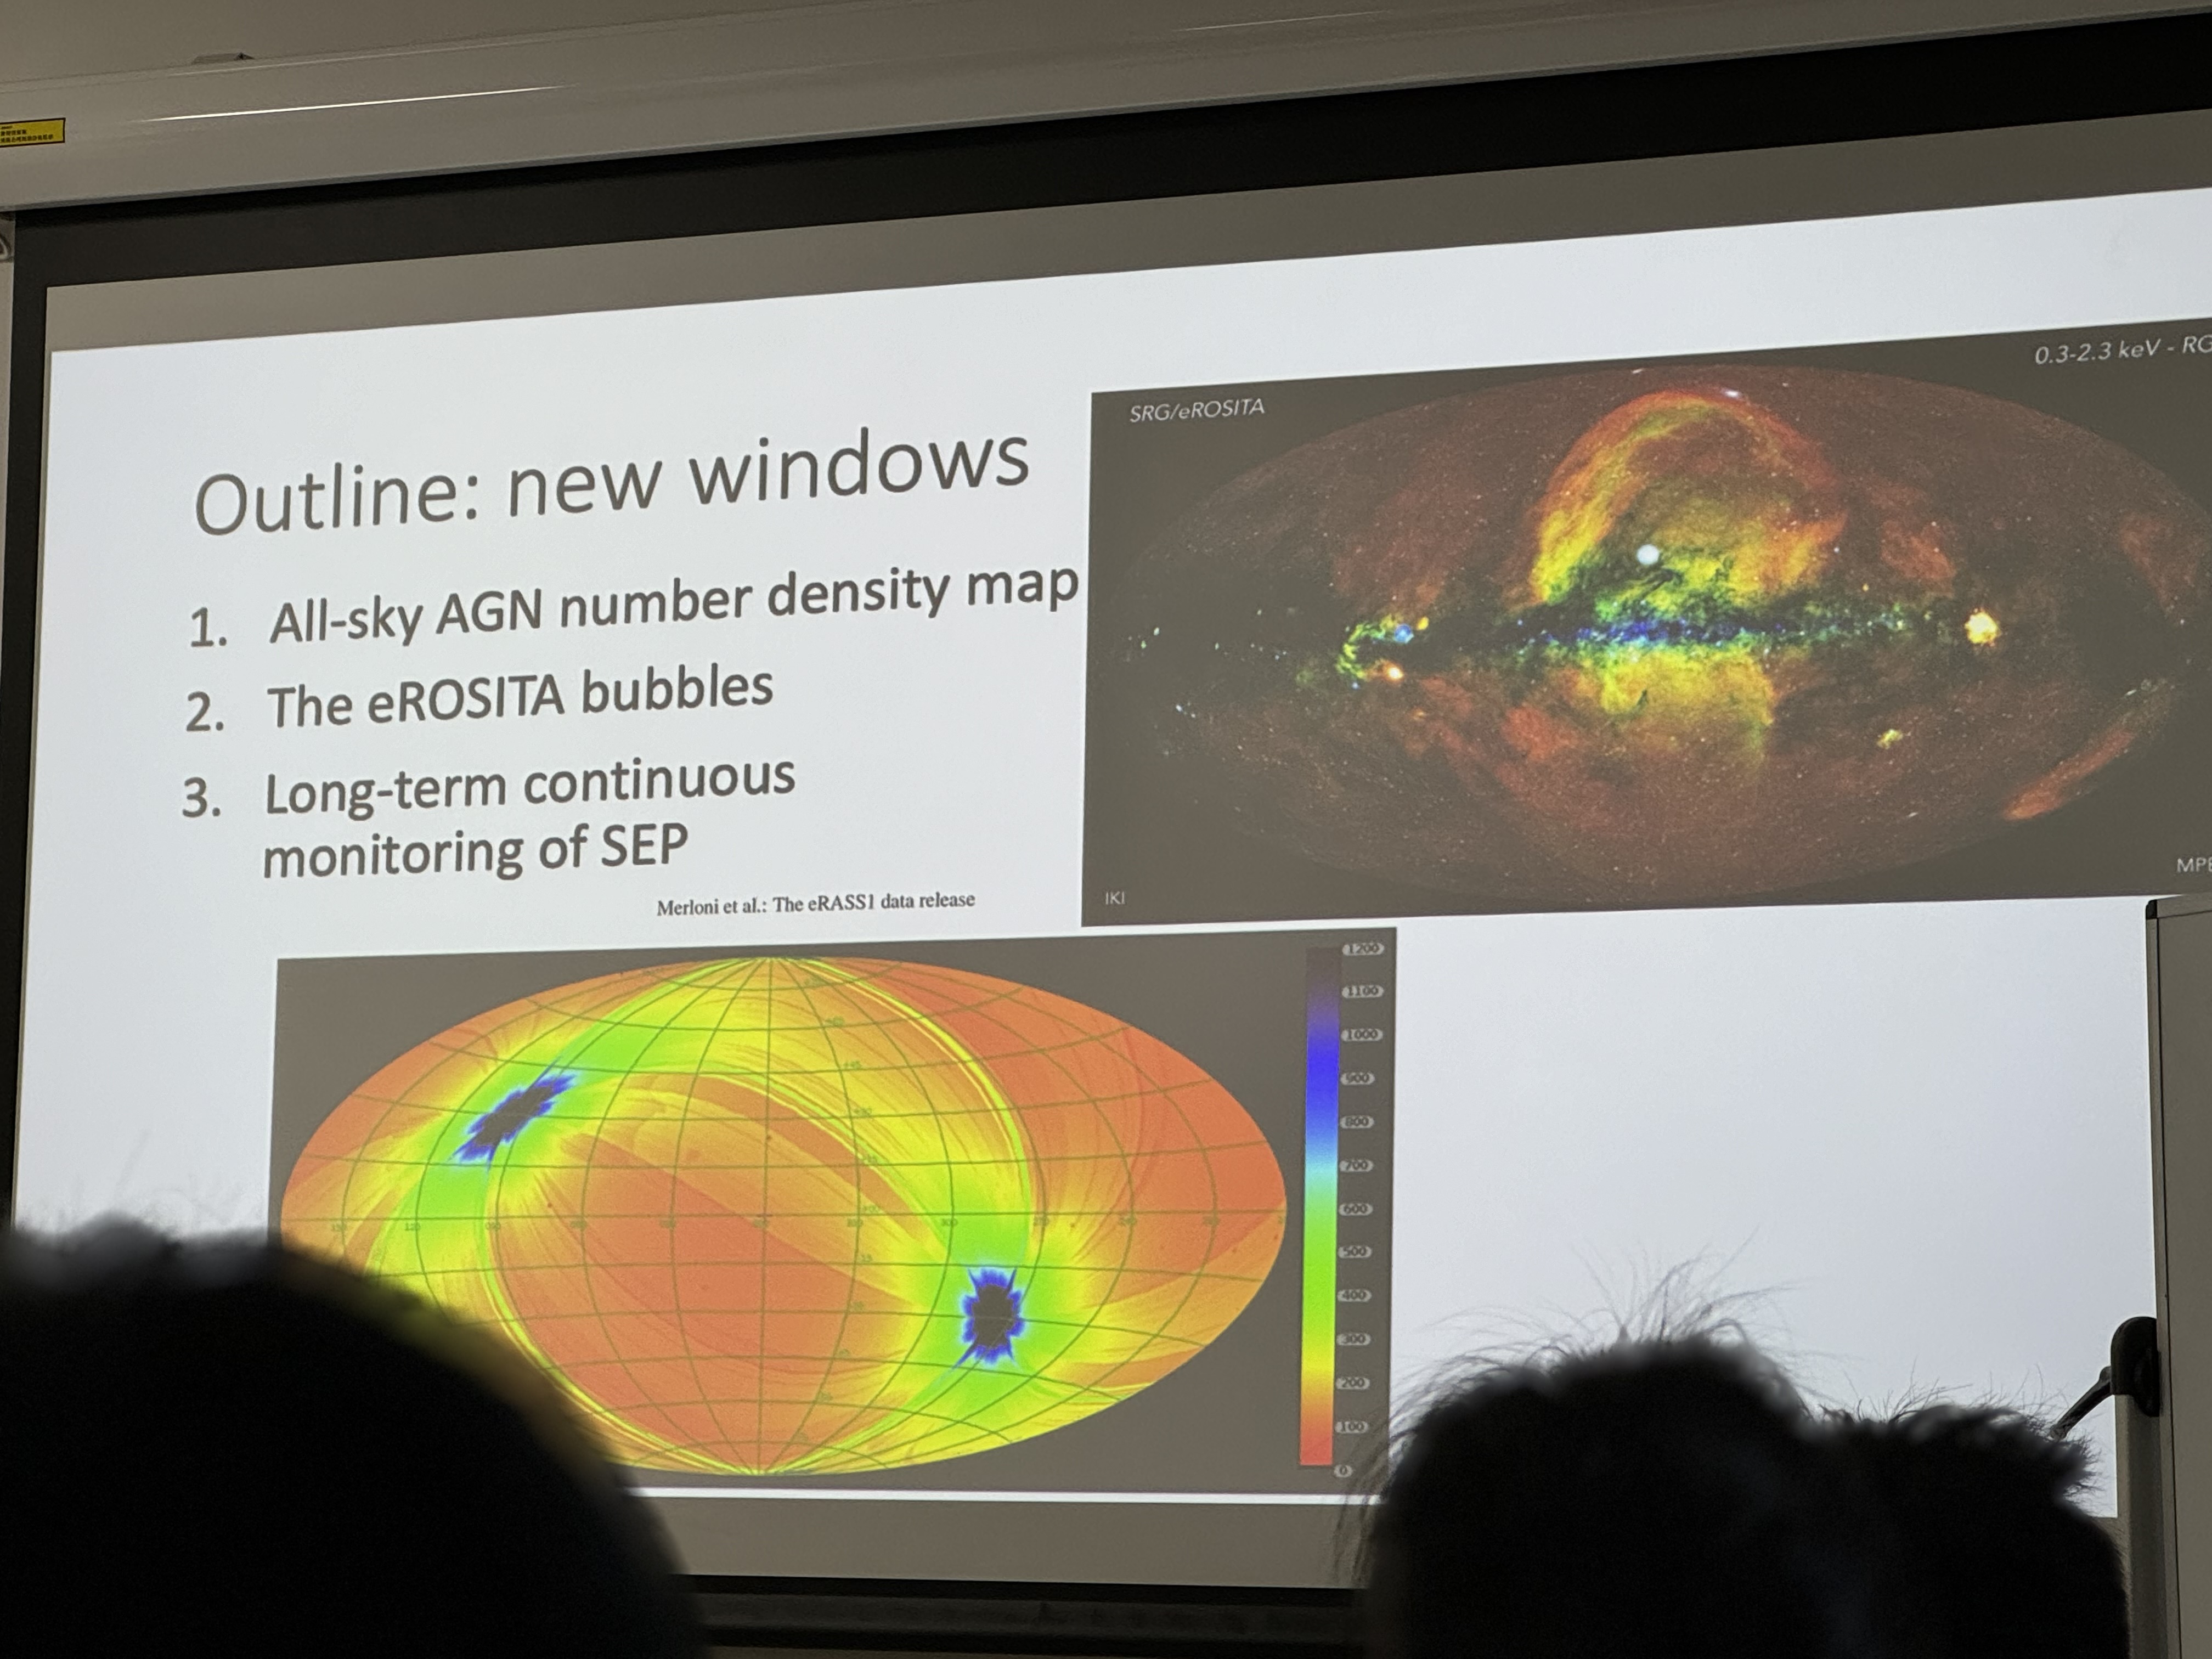 SRG/eROSITA
0.3-2.3 keV - RG
Outline: new windows
1. All-sky AGN number density map
2. The eROSITA bubbles
3. Long-term continuous
monitoring of SEP
IKI
MPE
Merloni et al.: The eRASS1 data release
1200
1100
1000
900
800
700
600
500
400
300
200
100
0